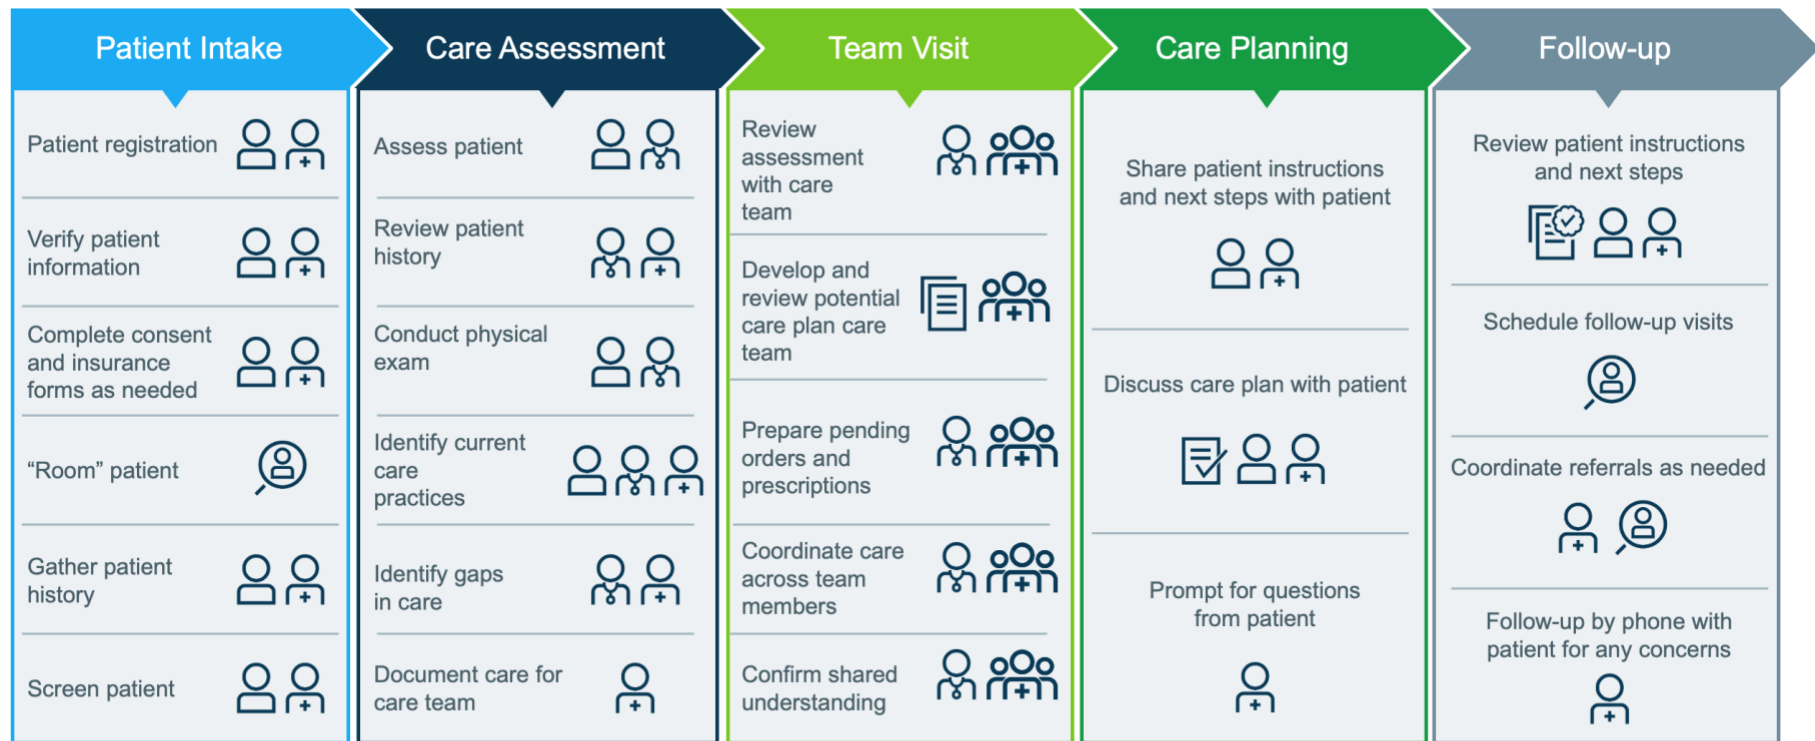 Patient Intake
Care Assessment
Team Visit
Care Planning
Follow-up
Patient registration
Verify patient
information
Complete consent
and insurance
forms as needed
“Room” patient
Gather patient
history
Screen patient
Assess patient
Review patient
history
Conduct physical
exam
Identify current
care
practices
Identify gaps
in care
Document care for
care team
Review
assessment
with care
team
Develop and
review potential
care plan care
team
Prepare pending
orders and
prescriptions
Coordinate care
across team
members
Confirm shared
understanding
Share patient instructions
and next steps with patient
Discuss care plan with patient
Prompt for questions
from patient
Review patient instructions
and next steps
Schedule follow-up visits
Coordinate referrals as needed
Follow-up by phone with
patient for any concerns